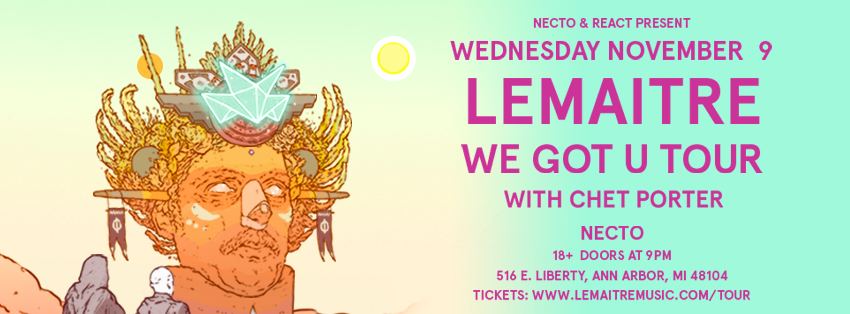 NECTO & REACT PRESENT
WEDNESDAY NOVEMBER 9
LEMAITRE
WE GOT U TOUR
WITH CHET PORTER
NECTO
18+ DOORS AT 9PM
516 E. LIBERTY, ANN ARBOR, MI 48104
TICKETS: WWW.LEMAITREMUSIC.COM/TOUR